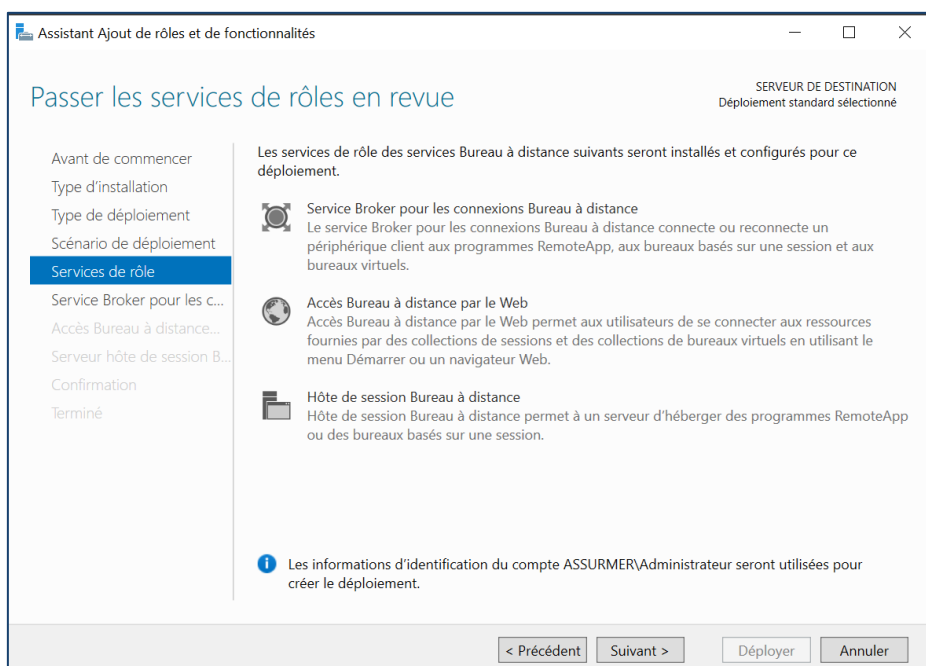 Assistant Ajout de rôles et de fonctionnalités
Passer les services de rôles en revue
SERVEUR DE DESTINATION
Déploiement standard sélectionné
Avant de commencer
Type d'installation
Type de déploiement
Scénario de déploiement
Services de rôle
Service Broker pour les c...
Accès Bureau à distance...
Serveur hôte de session B...
Confirmation
Terminé
Les services de rôle des services Bureau à distance suivants seront installés et configurés pour ce
déploiement.
Service Broker pour les connexions Bureau à distance
Le service Broker pour les connexions Bureau à distance connecte ou reconnecte un
périphérique client aux programmes RemoteApp, aux bureaux basés sur une session et aux
bureaux virtuels.
Accès Bureau à distance par le Web
Accès Bureau à distance par le Web permet aux utilisateurs de se connecter aux ressources
fournies par des collections de sessions et des collections de bureaux virtuels en utilisant le
menu Démarrer ou un navigateur Web.
Hôte de session Bureau à distance
Hôte de session Bureau à distance permet à un serveur d'héberger des programmes RemoteApp
ou des bureaux basés sur une session.
Les informations d'identification du compte ASSURMER\Administrateur seront utilisées pour
créer le déploiement.
< Précédent Suivant > Déployer Annuler